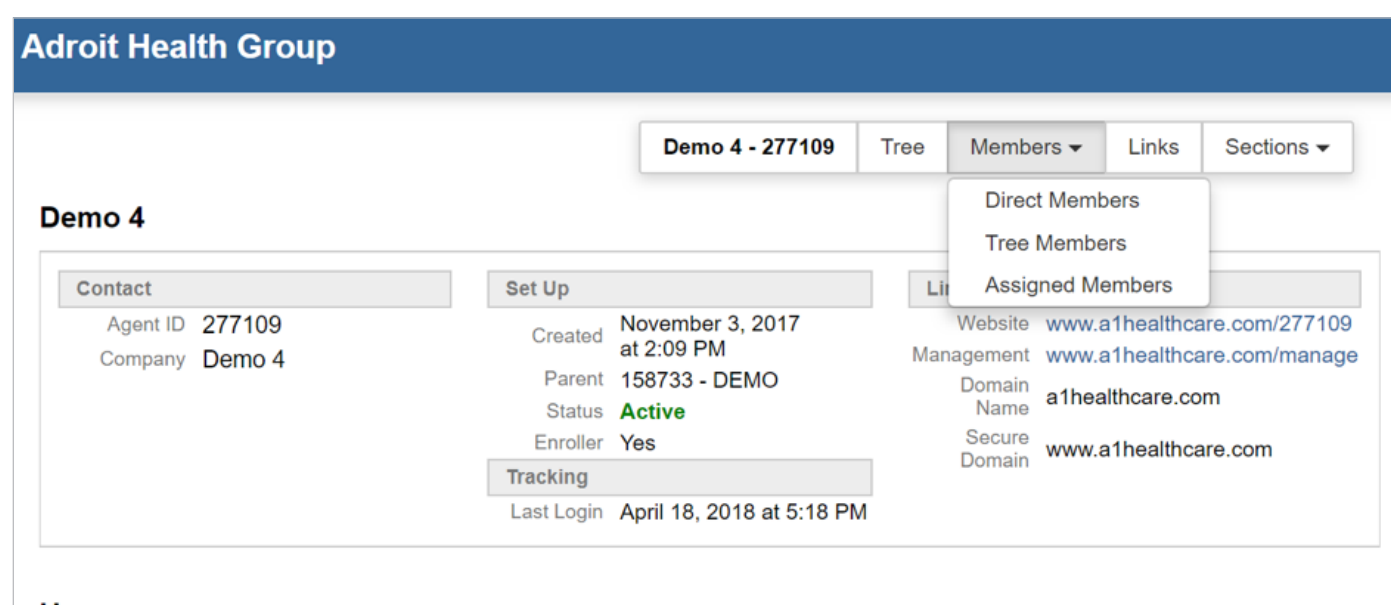 Adroit Health Group
Demo 4 - 277109 Tree Members Links Sections
Direct Members
Tree Members
Assigned Members
Demo 4
Contact
Agent ID 277109
Company Demo 4
Set Up
Created November 3, 2017
at 2:09 PM
Parent 158733 - DEMO
Status Active
Enroller Yes
Tracking
Last Login April 18, 2018 at 5:18 PM
Website www.a1healthcare.com/277109
Management www.a1healthcare.com/manage
Domain
Name a1healthcare.com
Secure
Domain www.a1healthcare.com